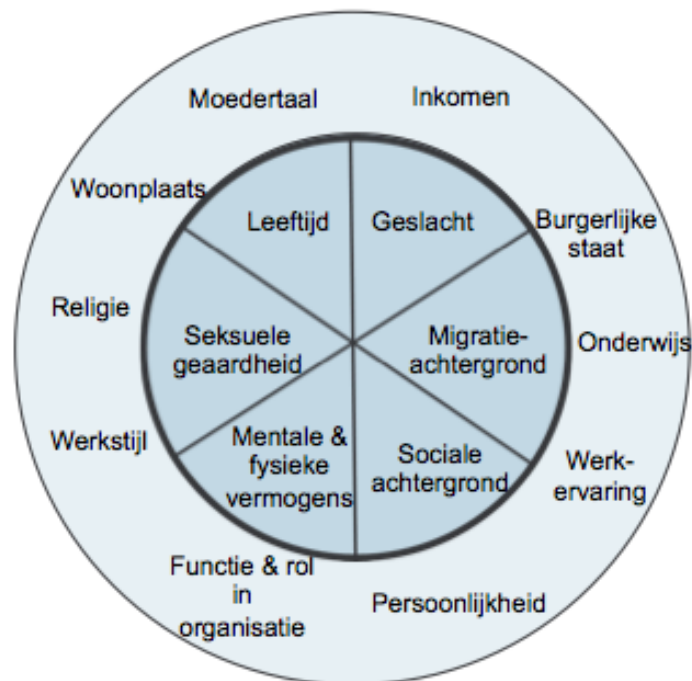 Moedertaal
Inkomen
Woonplaats
Leeftijd
Geslacht
Burgerlijke
staat
Religie
Seksuele
geaardheid
Migratie-
achtergrond
Onderwijs
Werkstijl
Mentale &
fysieke
vermogens
Sociale
achtergrond
Werk-
ervaring
Functie & rol
in
organisatie
Persoonlijkheid